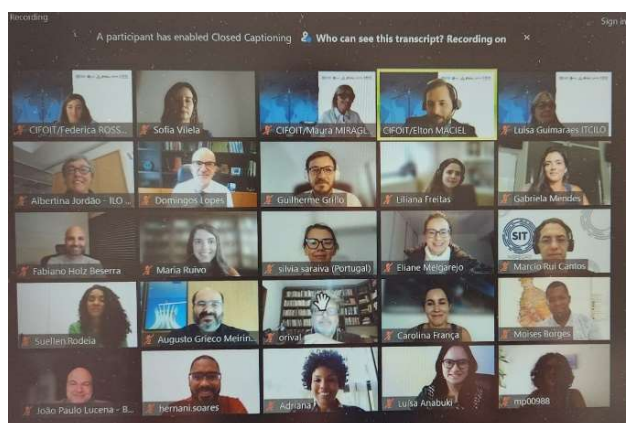 Recording
Sign in
A participant has enabled Closed Captioning Who can see this transcript? Recording on ×
CIFOIT/Federica ROSS...
Sofia Vilela
CIFOIT/Maura MIRAGL...
CIFOIT/Elton MACIEL
Luisa Guimaraes ITCILO
Albertina Jordão - ILO ...
Domingos Lopes
Guilherme Grillo
Liliana Freitas
Gabriela Mendes
Fabiano Holz Beserra
Maria Ruivo
silvia saraiva (Portugal)
Eliane Melgarejo
SIT
Marcio Rui Cantos
Suellen Rodeia
Augusto Grieco Meirin...
orival
Carolina França
Moises Borges
João Paulo Lucena - B...
hernani.soares
Adriana
Luísa Anabuki
mp00988